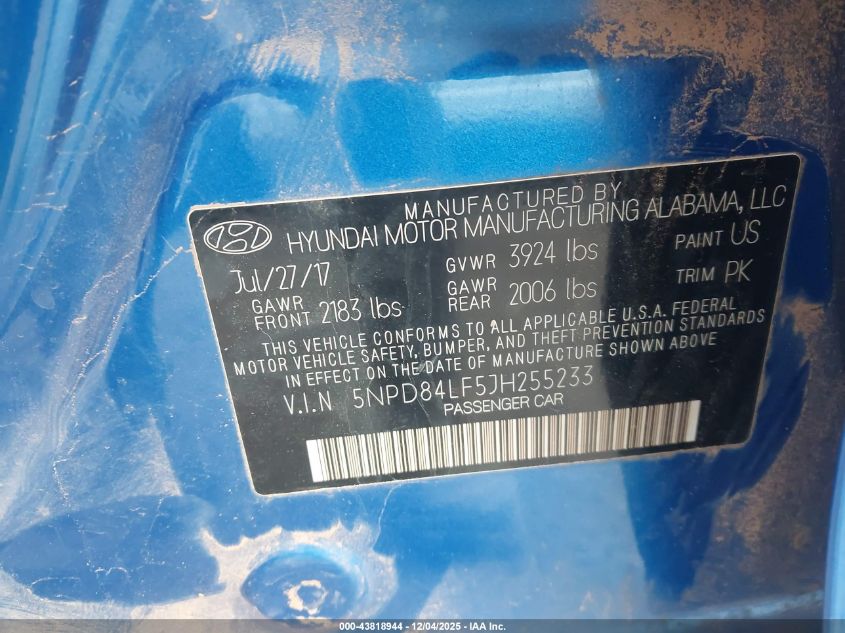 MANUFACTURED BY
HYUNDAI MOTOR MANUFACTURING ALABAMA, LLC
Jul/27/17 GVWR 3924 lbs PAINT US
GAWR FRONT 2183 lbs GAWR REAR 2006 lbs TRIM PK
THIS VEHICLE CONFORMS TO ALL APPLICABLE U.S.A. FEDERAL
MOTOR VEHICLE SAFETY, BUMPER, AND THEFT PREVENTION STANDARDS
IN EFFECT ON THE DATE OF MANUFACTURE SHOWN ABOVE
V.I.N 5NPD84LF5JH255233
PASSENGER CAR
000-43818944 - 12/04/2025 - IAA Inc.